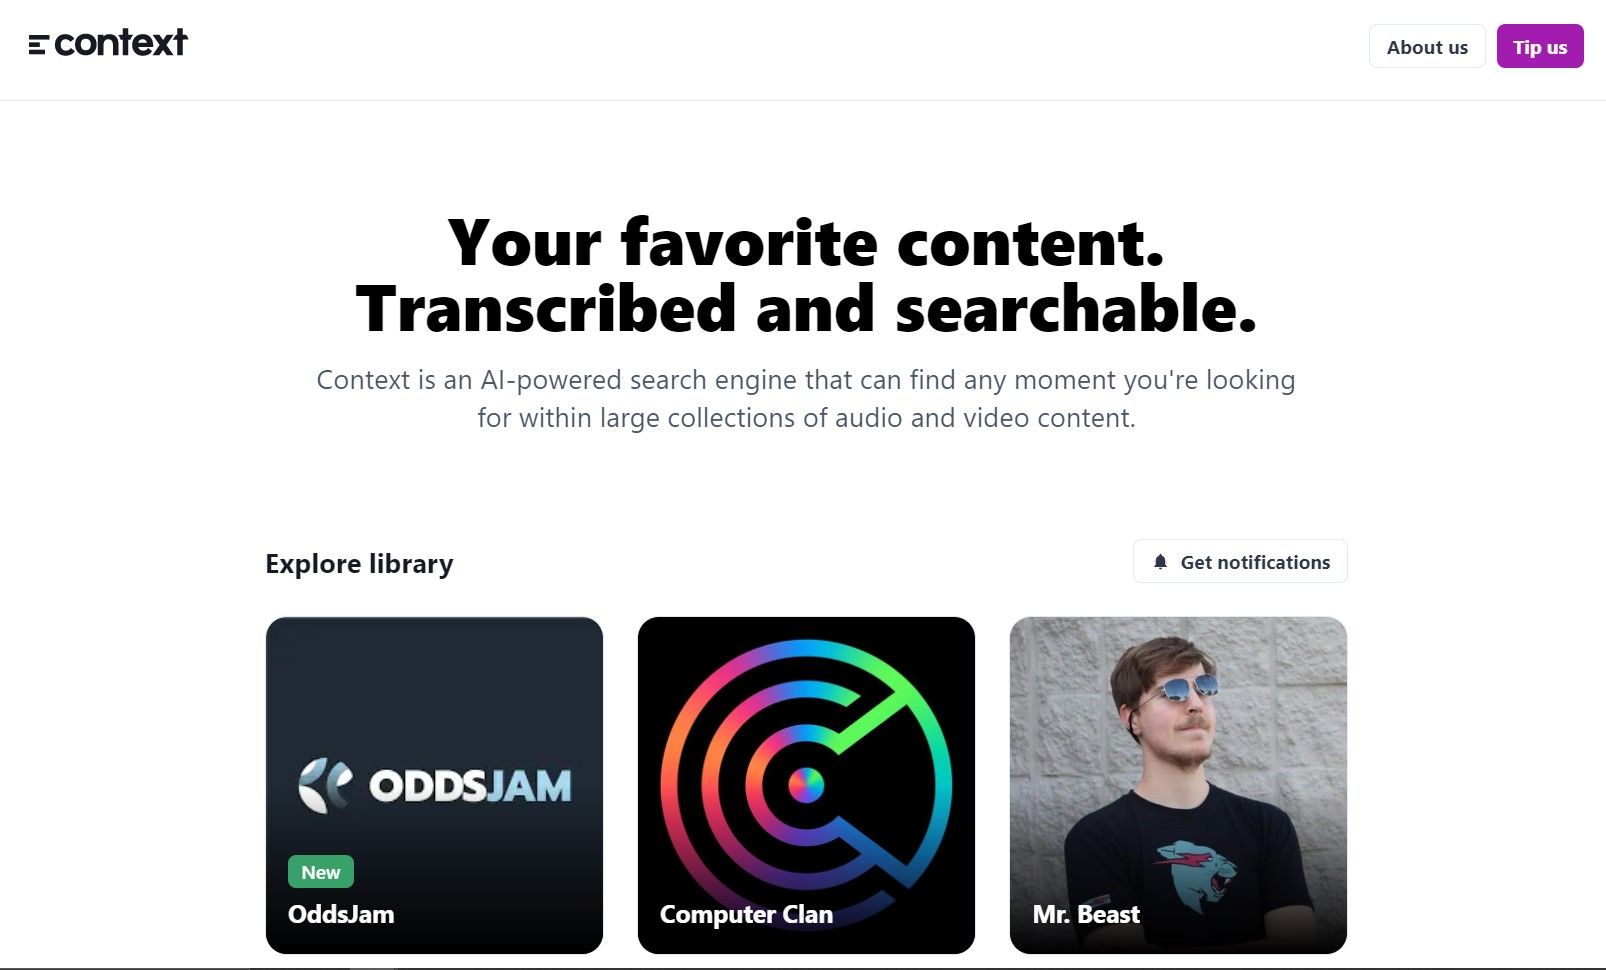 context
About us
Tip us
Your favorite content.
Transcribed and searchable.
Context is an AI-powered search engine that can find any moment you're looking
for within large collections of audio and video content.
Explore library
Get notifications
ODDSJAM
New
OddsJam
Computer Clan
Mr. Beast